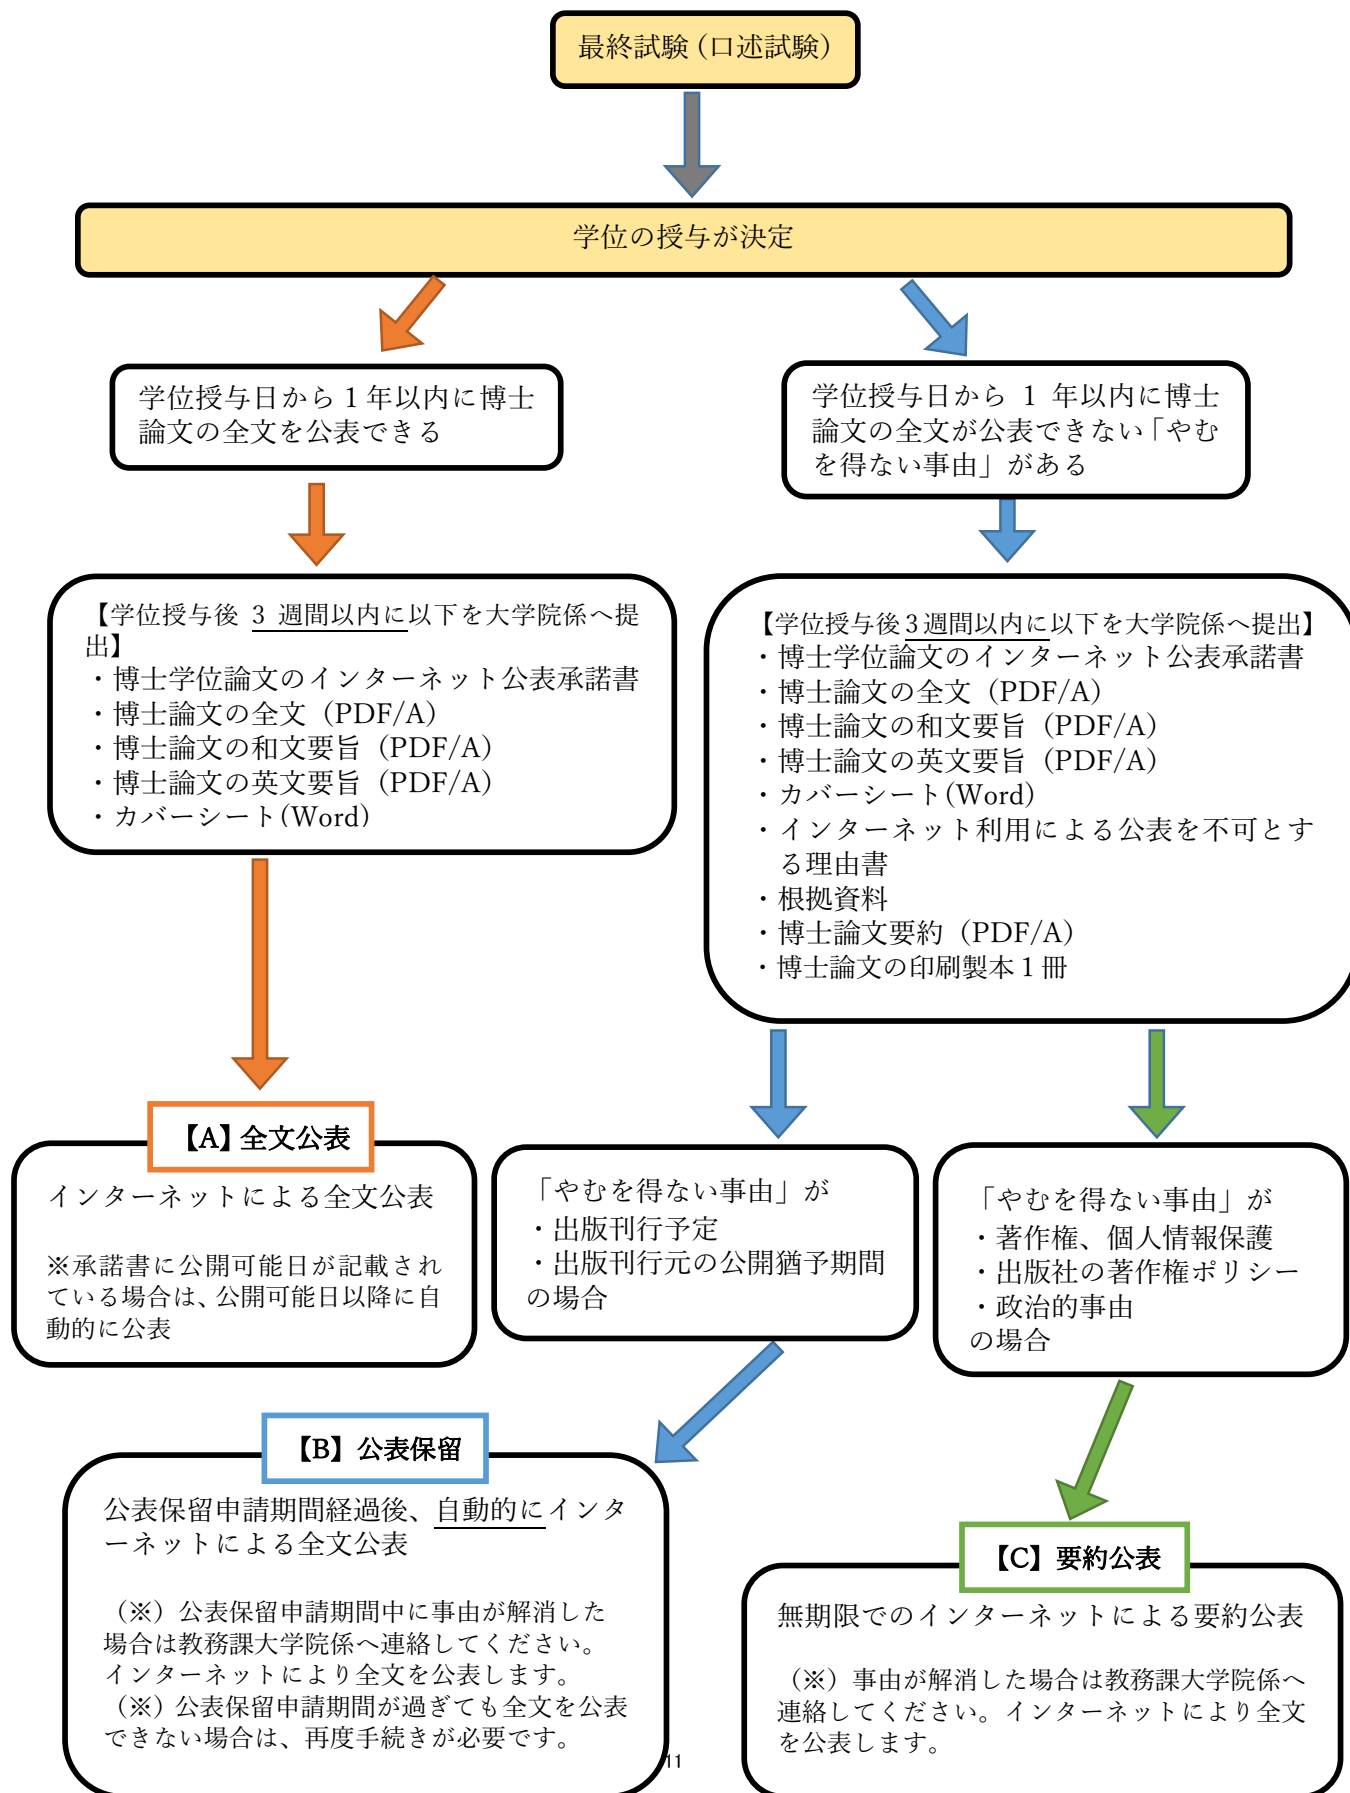 最終試験（口述試験）
学位の授与が決定
学位授与日から１年以内に博士
論文の全文を公表できる
学位授与日から 1 年以内に博士
論文の全文が公表できない「やむ
を得ない事由」がある
【学位授与後 3 週間以内に以下を大学院係へ提
出】
・博士学位論文のインターネット公表承諾書
・博士論文の全文（PDF/A）
・博士論文の和文要旨（PDF/A）
・博士論文の英文要旨（PDF/A）
・カバーシート(Word)
【学位授与後３週間以内に以下を大学院係へ提出】
・博士学位論文のインターネット公表承諾書
・博士論文の全文（PDF/A）
・博士論文の和文要旨（PDF/A）
・博士論文の英文要旨（PDF/A）
・カバーシート(Word)
・インターネット利用による公表を不可とす
る理由書
・根拠資料
・博士論文要約（PDF/A）
・博士論文の印刷製本１冊
【A】全文公表
インターネットによる全文公表
※承諾書に公開可能日が記載され
ている場合は、公開可能日以降に自
動的に公表
「やむを得ない事由」が
・出版刊行予定
・出版刊行元の公開猶予期間
の場合
「やむを得ない事由」が
・著作権、個人情報保護
・出版社の著作権ポリシー
・政治的事由
の場合
【B】公表保留
公表保留申請期間経過後、自動的にインタ
ーネットによる全文公表
（※）公表保留申請期間中に事由が解消した
場合は教務課大学院係へ連絡してください。
インターネットにより全文を公表します。
（※）公表保留申請期間が過ぎても全文を公表
できない場合は、再度手続きが必要です。
【C】要約公表
無期限でのインターネットによる要約公表
（※）事由が解消した場合は教務課大学院係へ
連絡してください。インターネットにより全文
を公表します。
11